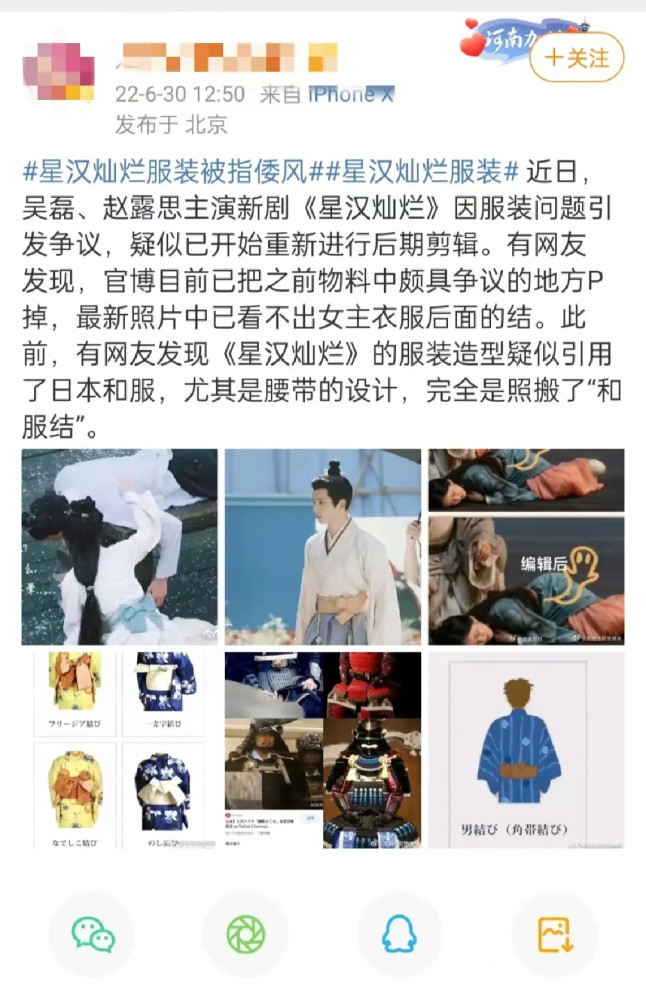 河南加
+关注
22-6-30 12:50 来自 iPhone X
发布于 北京
#星汉灿烂服装被指倭风##星汉灿烂服装# 近日，
吴磊、赵露思主演新剧《星汉灿烂》因服装问题引
发争议，疑似已开始重新进行后期剪辑。有网友
发现，官博目前已把之前物料中颇具争议的地方P
掉，最新照片中已看不出女主衣服后面的结。此
前，有网友发现《星汉灿烂》的服装造型疑似引用
了日本和服，尤其是腰带的设计，完全是照搬了“和
服结”。
编辑后
フリージア結び
一文字結び
なでしこ結び
のし
男結び（角帯結び）